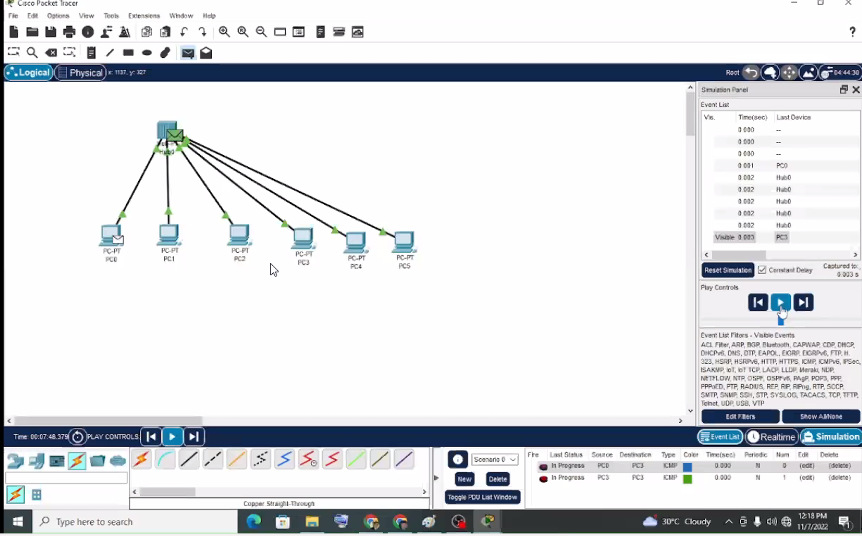 Cisco Packet Tracer
File Edit Options View Tools Extensions Window Help
?
Logical Physical x: 1137, y: 327
Root 04:44:30
Simulation Panel
Event List
Vis. Time(sec) Last Device
0.000 --
0.000 --
0.000 --
0.001 PC0
0.002 Hub0
0.002 Hub0
0.002 Hub0
0.002 Hub0
0.002 Hub0
Visible 0.003 PC3
Reset Simulation Constant Delay Captured to:
0.003 s
Play Controls
Hub0
PC-PT
PC0
PC-PT
PC1
PC-PT
PC2
PC-PT
PC3
PC-PT
PC4
PC-PT
PC5
Event List Filters - Visible Events
ACL Filter, ARP, BGP, Bluetooth, CAPWAP, CDP, DHCP,
DHCPv6, DNS, DTP, EAPOL, EIGRP, EIGRPv6, FTP, H.
323, HSRP, HSRPv6, HTTP, HTTPS, ICMP, ICMPv6, IPSec,
ISAKMP, IoT, IoT TCP, LACP, LLDP, Meraki, NDP,
NETFLOW, NTP, OSPF, OSPFv6, PAgP, POP3, PPP,
PPPoED, PTP, RADIUS, REP, RIP, RIPng, RTP, SCCP,
SMTP, SNMP, SSH, STP, SYSLOG, TACACS, TCP, TFTP,
Telnet, UDP, USB, VTP
Edit Filters Show All/None
Time: 00:07:48.379 PLAY CONTROLS:
Event List Realtime Simulation
Copper Straight-Through
Scenario 0
New Delete
Toggle PDU List Window
Fire Last Status Source Destination Type Color Time(sec) Periodic Num Edit Delete
In Progress PC0 PC3 ICMP 0.000 N 0 (edit) (delete)
In Progress PC3 PC0 ICMP 0.000 N 1 (edit) (delete)
Type here to search
30°C Cloudy
12:18 PM
11/7/2022